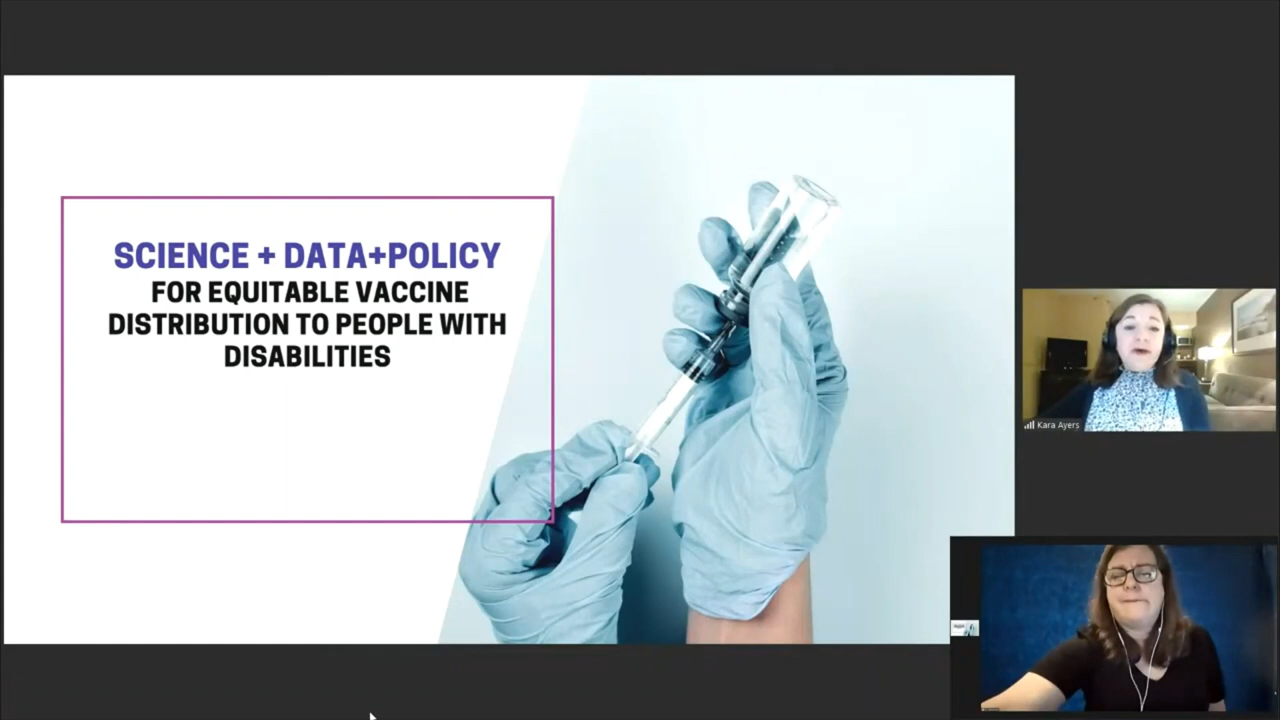 SCIENCE + DATA+POLICY
FOR EQUITABLE VACCINE
DISTRIBUTION TO PEOPLE WITH
DISABILITIES
Kara Ayers